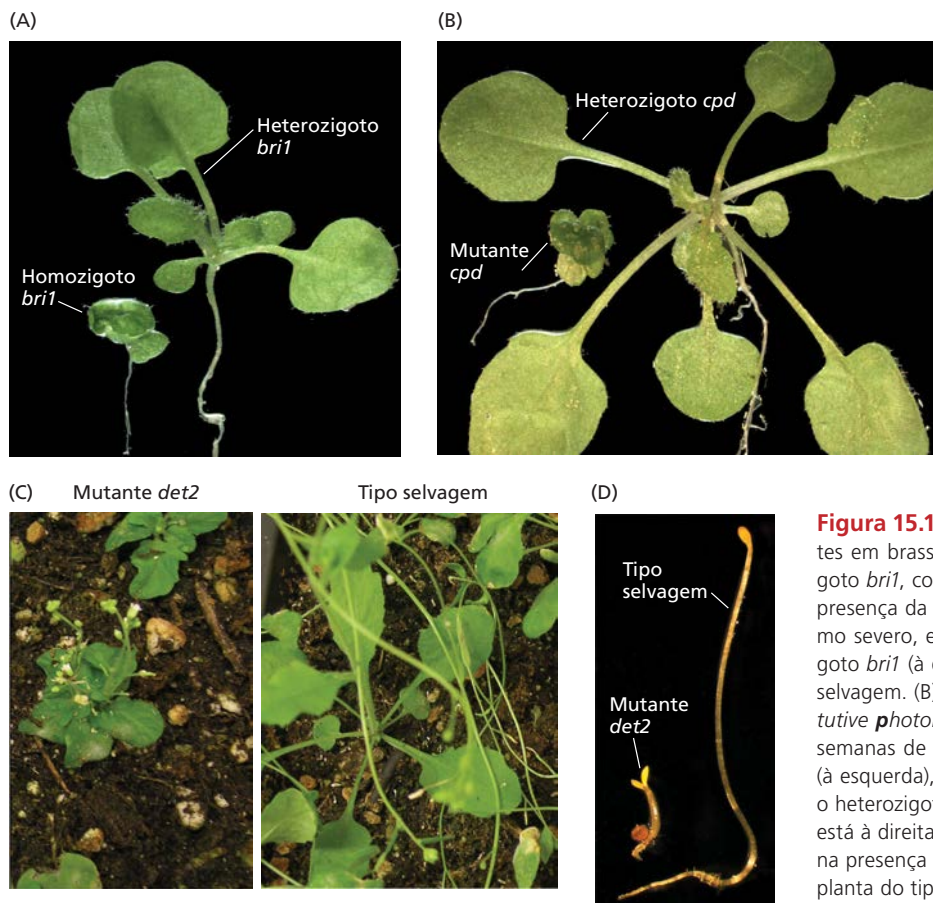 (A)
(B)
Heterozigoto
bri1
Homozigoto
bri1
Heterozigoto cpd
Mutante
cpd
(C) Mutante det2
Tipo selvagem
(D)
Tipo
selvagem
Mutante
det2
Figura 15.1
tes em brass
goto bri1, co
presença da
mo severo, e
goto bri1 (à
selvagem. (B)
tutive photo
semanas de
(à esquerda),
o heterozigot
está à direita
na presença
planta do tip